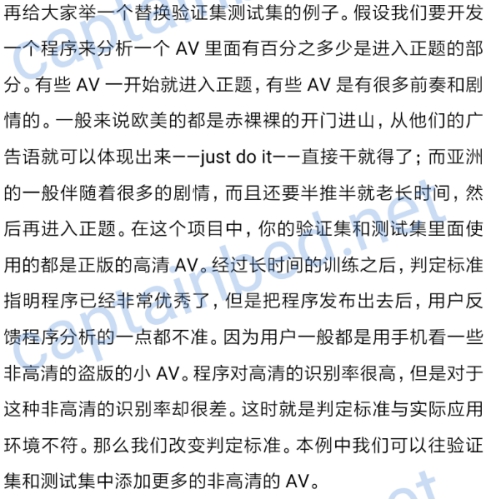 再给大家举一个替换验证集测试集的例子。假设我们要开发
一个程序来分析一个 AV 里面有百分之多少是进入正题的部
分。有些 AV 一开始就进入正题，有些 AV 是有很多前奏和剧
情的。一般来说欧美的都是赤裸裸的开门进山，从他们的广
告语就可以体现出来——just do it——直接干就得了；而亚洲
的一般伴随着很多的剧情，而且还要半推半就老长时间，然
后再进入正题。在这个项目中，你的验证集和测试集里面使
用的都是正版的高清 AV。经过长时间的训练之后，判定标准
指明程序已经非常优秀了，但是把程序发布出去后，用户反
馈程序分析的一点都不准。因为用户一般都是用手机看一些
非高清的盗版的小 AV。程序对高清的识别率很高，但是对于
这种非高清的识别率却很差。这时就是判定标准与实际应用
环境不符。那么我们改变判定标准。本例中我们可以往验证
集和测试集中添加更多的非高清的 AV。
captainbed.net
captainbed.net